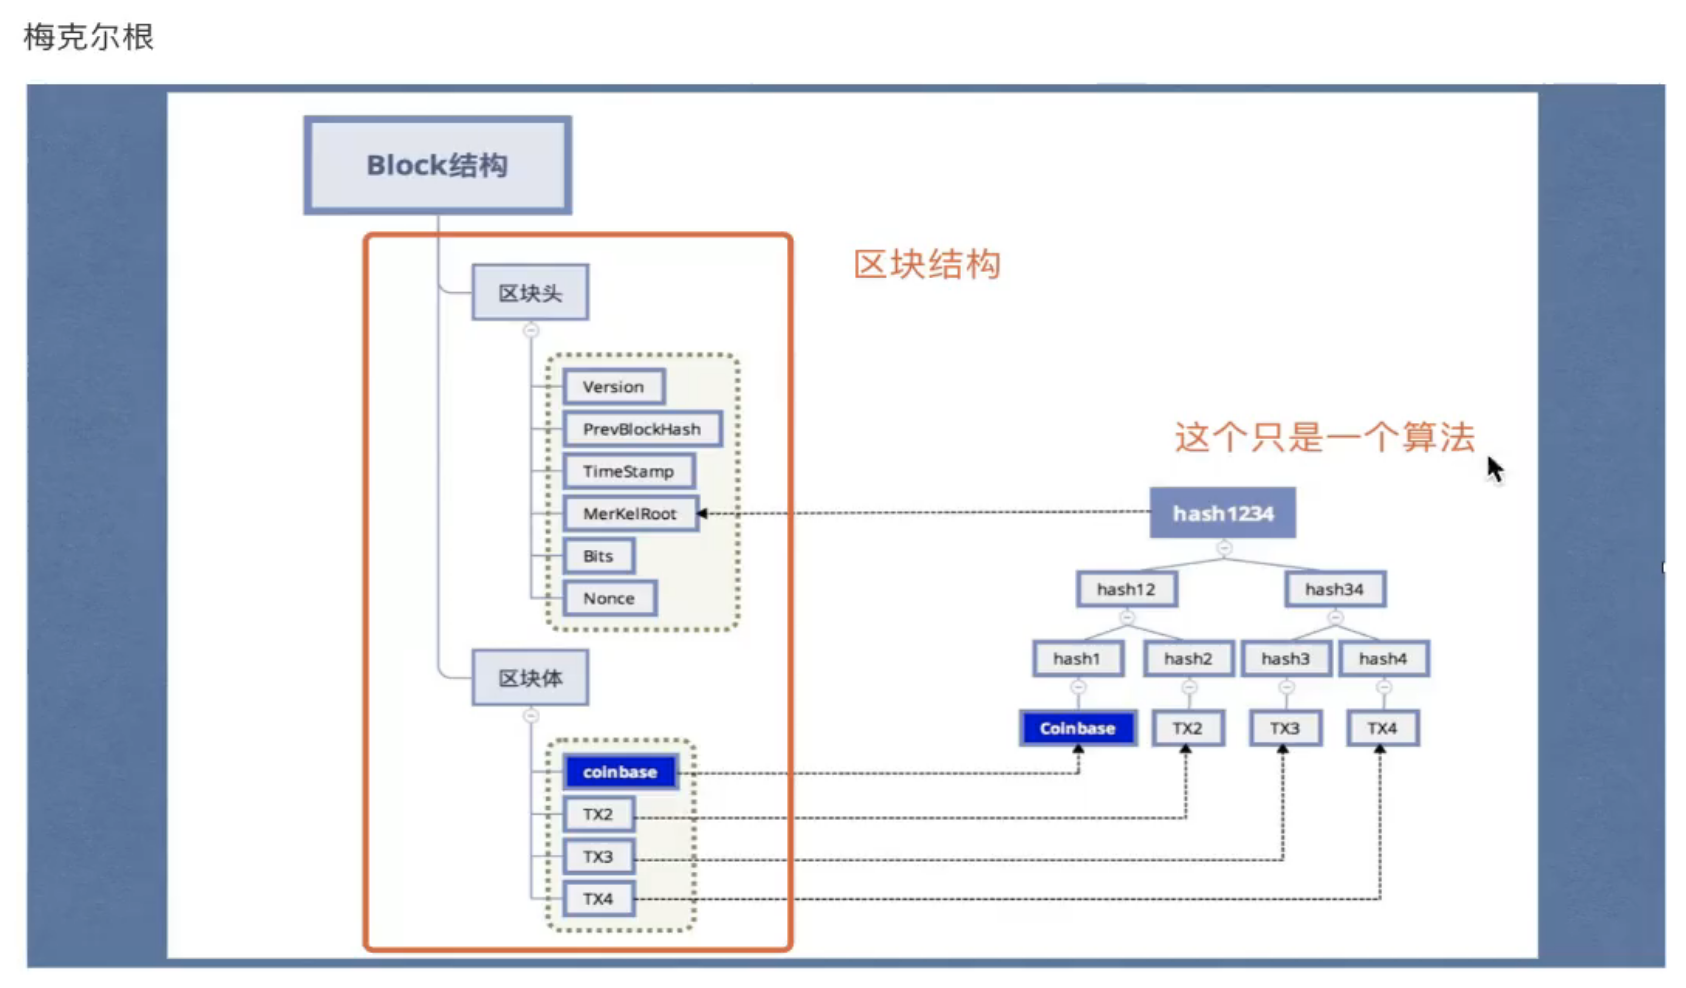 梅克尔根
Block结构
区块结构
区块头
Version
PrevBlockHash
TimeStamp
MerKelRoot
Bits
Nonce
区块体
coinbase
TX2
TX3
TX4
这个只是一个算法
hash1234
hash12
hash34
hash1
hash2
hash3
hash4
Coinbase
TX2
TX3
TX4